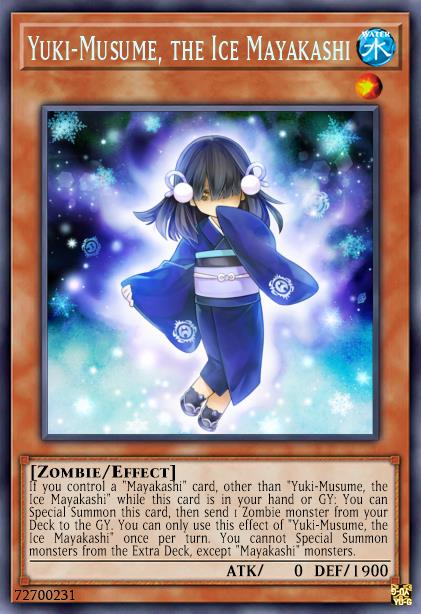 Yuki-Musume, the Ice Mayakashi
WATER
水
[Zombie/Effect]
If you control a "Mayakashi" card, other than "Yuki-Musume, the
Ice Mayakashi" while this card is in your hand or GY: You can
Special Summon this card, then send 1 Zombie monster from your
Deck to the GY. You can only use this effect of "Yuki-Musume, the
Ice Mayakashi" once per turn. You cannot Special Summon
monsters from the Extra Deck, except "Mayakashi" monsters.
ATK/ 0 DEF/1900
72700231